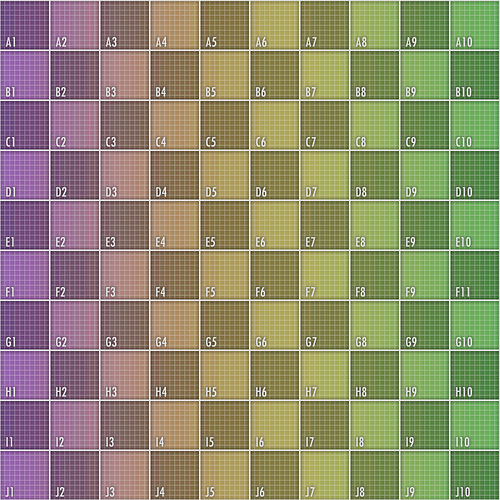 A1 A2 A3 A4 A5 A6 A7 A8 A9 A10
B1 B2 B3 B4 B5 B6 B7 B8 B9 B10
C1 C2 C3 C4 C5 C6 C7 C8 C9 C10
D1 D2 D3 D4 D5 D6 D7 D8 D9 D10
E1 E2 E3 E4 E5 E6 E7 E8 E9 E10
F1 F2 F3 F4 F5 F6 F7 F8 F9 F11
G1 G2 G3 G4 G5 G6 G7 G8 G9 G10
H1 H2 H3 H4 H5 H6 H7 H8 H9 H10
I1 I2 I3 I4 I5 I6 I7 I8 I9 I10
J1 J2 J3 J4 J5 J6 J7 J8 J9 J10